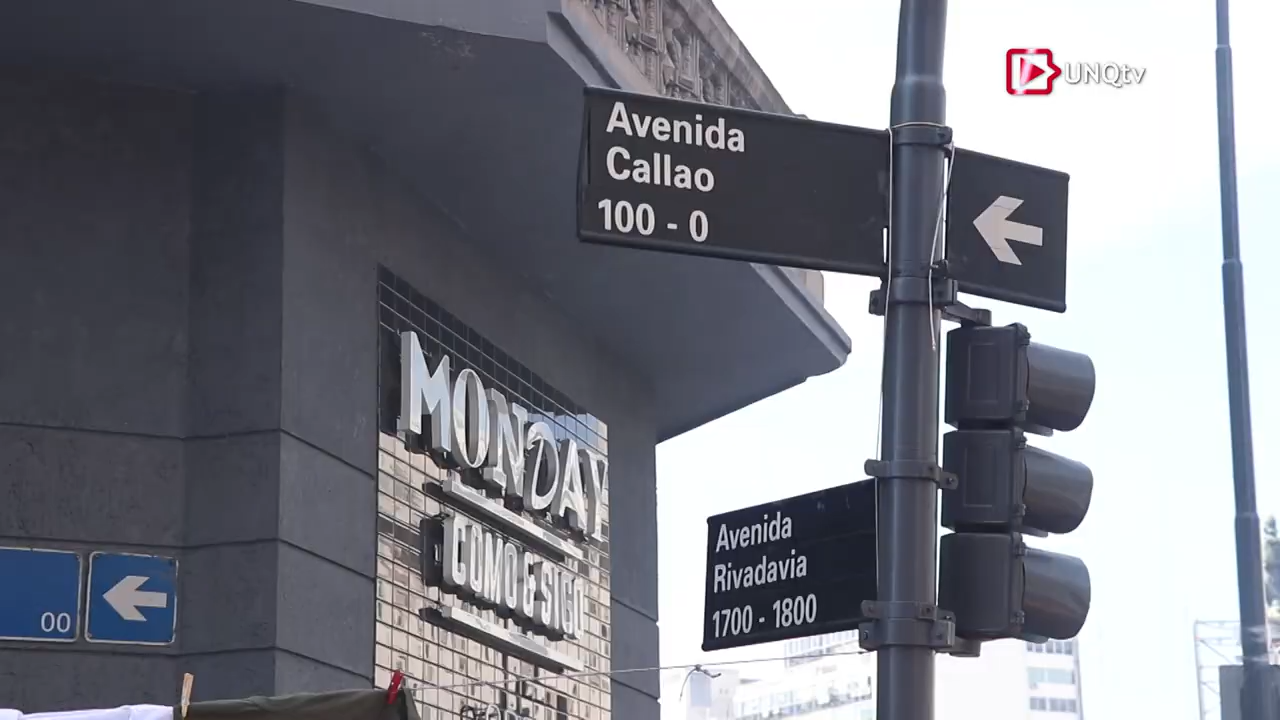 UNQtv
Avenida
Callao
100 - 0
MONDAY
COMO & SIGO
Avenida
Rivadavia
1700 - 1800
00